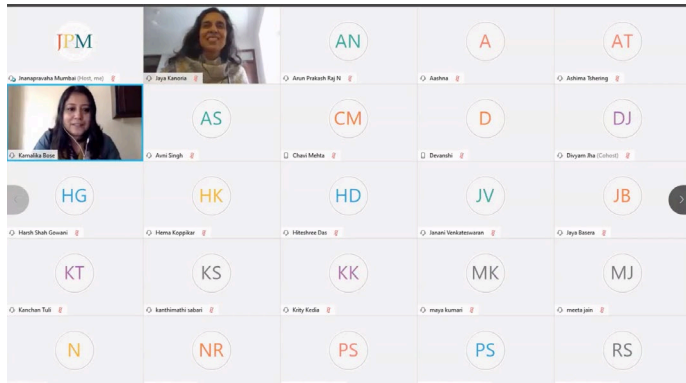 JPM
Jnanapravaha Mumbai (Host, me)
Jaya Kanoria
AN
Arun Prakash Raj N
A
Aashna
AT
Ashima Tshering
Kamalika Bose
AS
Avni Singh
CM
Chavi Mehta
D
Devanshi
DJ
Divyam Jha (Cohost)
HG
Harsh Shah Gowani
HK
Hema Koppikar
HD
Hiteshree Das
JV
Janani Venkateswaran
JB
Jaya Basera
KT
Kanchan Tuli
KS
kanthimathi sabari
KK
Krity Kedia
MK
maya kumari
MJ
meeta jain
N
NR
PS
PS
RS